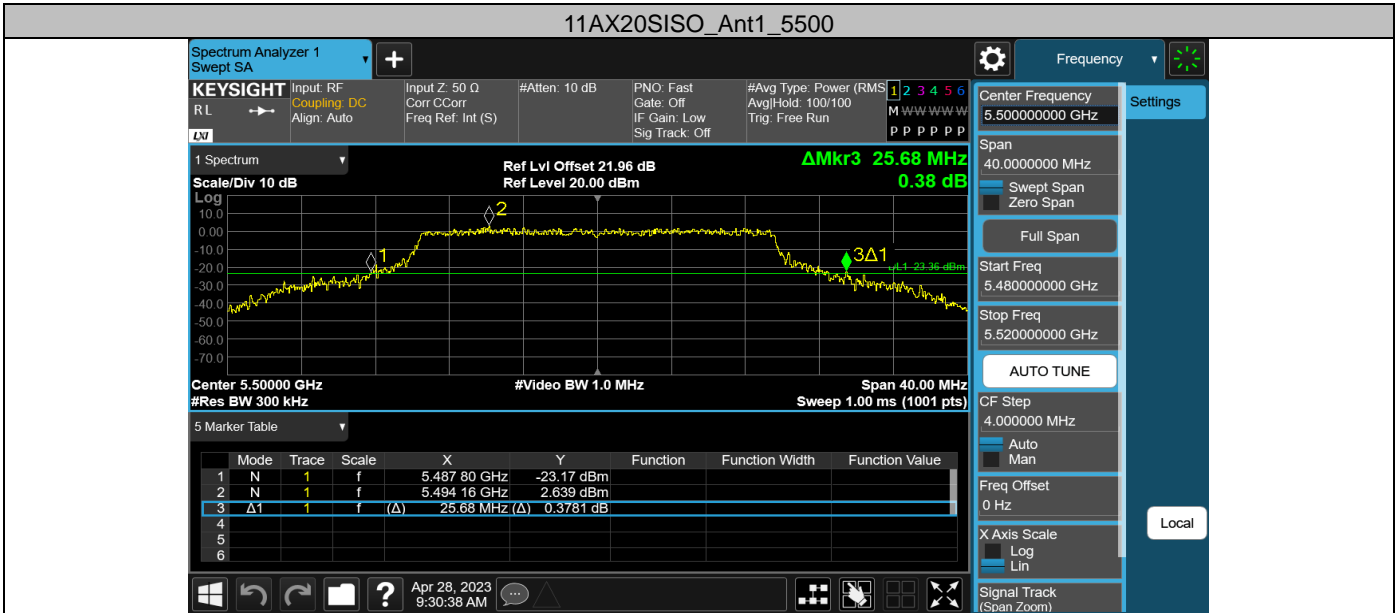 11AX20SISO_Ant1_5500
Spectrum Analyzer 1
Swept SA
+
Frequency
KEYSIGHT
RL
LXI
Input: RF
Coupling: DC
Align: Auto
Input Z: 50 Ω
Corr CCorr
Freq Ref: Int (S)
#Atten: 10 dB
PNO: Fast
Gate: Off
IF Gain: Low
Sig Track: Off
#Avg Type: Power (RMS
Avg|Hold: 100/100
Trig: Free Run
1 2 3 4 5 6
M W W W W W
P P P P P P
1 Spectrum
Scale/Div 10 dB
Ref Lvl Offset 21.96 dB
Ref Level 20.00 dBm
ΔMkr3 25.68 MHz
0.38 dB
Log
10.0
0.00
-10.0
-20.0
-30.0
-40.0
-50.0
-60.0
-70.0
1
2
3Δ1
DL1 -23.36 dBm
Center 5.50000 GHz
#Video BW 1.0 MHz
Span 40.00 MHz
#Res BW 300 kHz
Sweep 1.00 ms (1001 pts)
5 Marker Table
Mode Trace Scale X Y Function Function Width Function Value
1 N 1 f 5.487 80 GHz -23.17 dBm
2 N 1 f 5.494 16 GHz 2.639 dBm
3 Δ1 1 f (Δ) 25.68 MHz (Δ) 0.3781 dB
4
5
6
Center Frequency
5.500000000 GHz
Settings
Span
40.0000000 MHz
Swept Span
Zero Span
Full Span
Start Freq
5.480000000 GHz
Stop Freq
5.520000000 GHz
AUTO TUNE
CF Step
4.000000 MHz
Auto
Man
Freq Offset
0 Hz
X Axis Scale
Log
Lin
Signal Track
(Span Zoom)
Local
?
Apr 28, 2023
9:30:38 AM